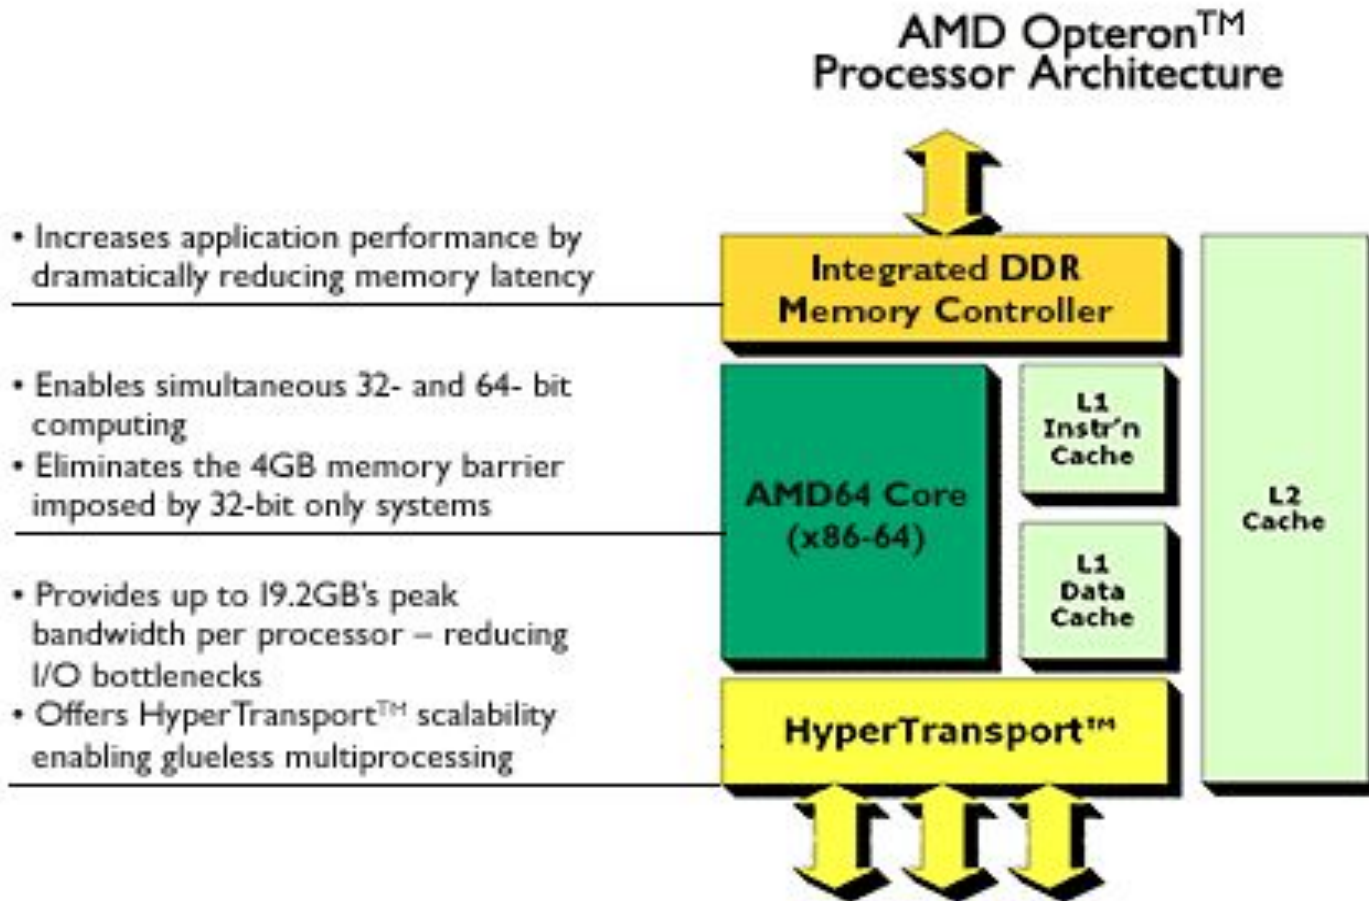 AMD Opteron™
Processor Architecture
• Increases application performance by
dramatically reducing memory latency
Integrated DDR
Memory Controller
• Enables simultaneous 32- and 64- bit
computing
• Eliminates the 4GB memory barrier
imposed by 32-bit only systems
AMD64 Core
(x86-64)
L1
Instr'n
Cache
L1
Data
Cache
L2
Cache
• Provides up to 19.2GB's peak
bandwidth per processor – reducing
I/O bottlenecks
• Offers HyperTransport™ scalability
enabling glueless multiprocessing
HyperTransport™